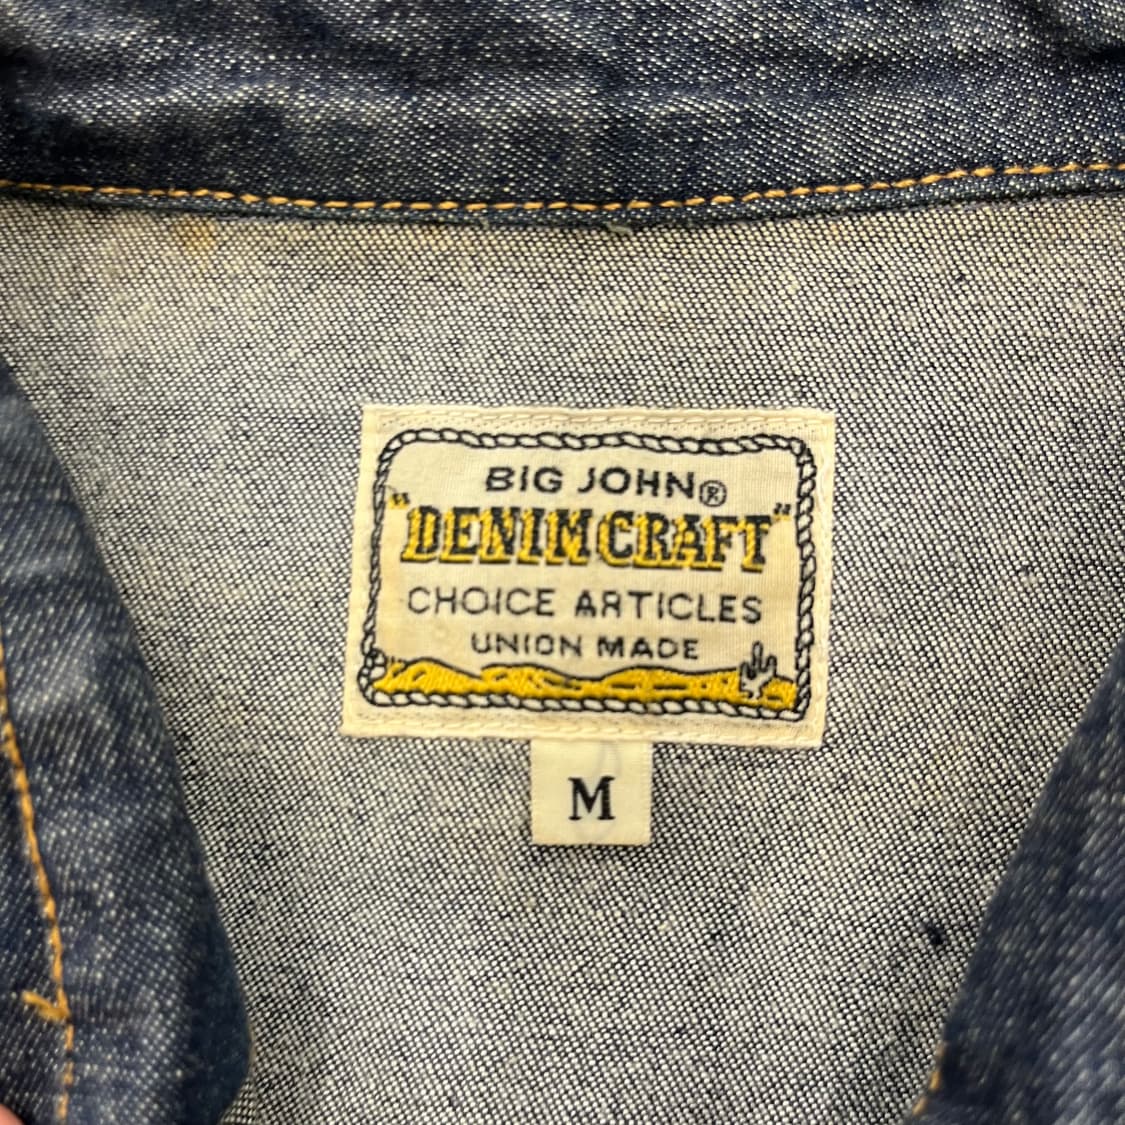 BIG JOHN®
"DENIM CRAFT"
CHOICE ARTICLES
UNION MADE
M